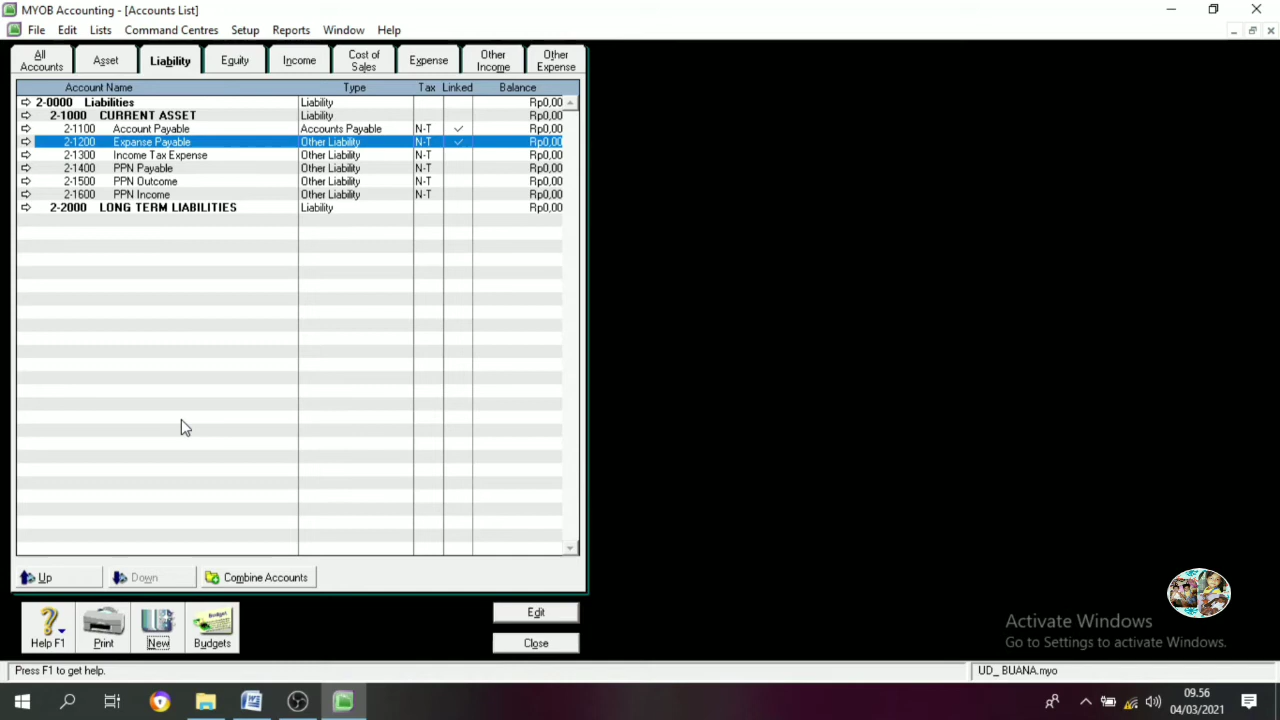 MYOB Accounting - [Accounts List]
File Edit Lists Command Centres Setup Reports Window Help
All Accounts Asset Liability Equity Income Cost of Sales Expense Other Income Other Expense
Account Name Type Tax Linked Balance
2-0000 Liabilities Liability Rp0,00
2-1000 CURRENT ASSET Liability Rp0,00
2-1100 Account Payable Accounts Payable N-T Rp0,00
2-1200 Expanse Payable Other Liability N-T Rp0,00
2-1300 Income Tax Expense Other Liability N-T Rp0,00
2-1400 PPN Payable Other Liability N-T Rp0,00
2-1500 PPN Outcome Other Liability N-T Rp0,00
2-1600 PPN Income Other Liability N-T Rp0,00
2-2000 LONG TERM LIABILITIES Liability Rp0,00
Up Down Combine Accounts
Help F1 Print New Budgets
Budget
Edit
Close
Activate Windows
Go to Settings to activate Windows.
Press F1 to get help. UD_ BUANA.myo
09.56
04/03/2021